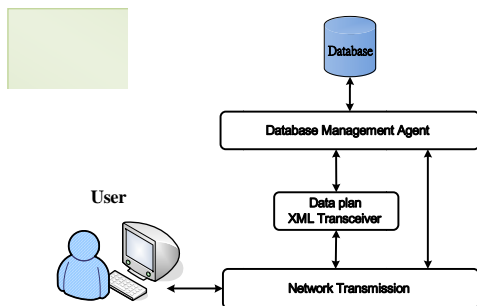 Database
Database Management Agent
User
Data plan
XML Transceiver
Network Transmission